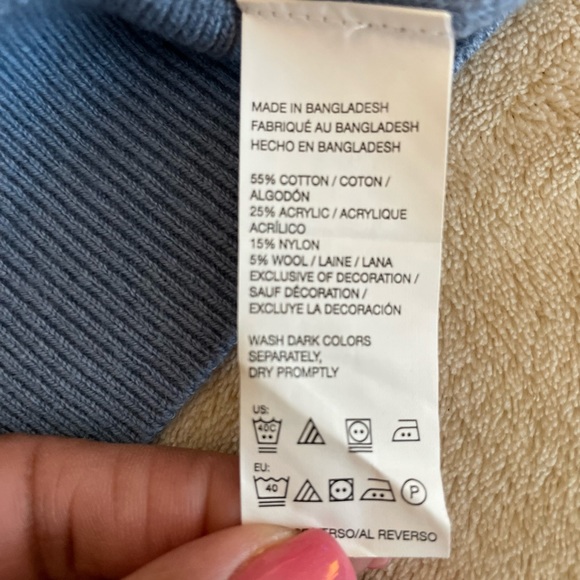 MADE IN BANGLADESH
FABRIQUÉ AU BANGLADESH
HECHO EN BANGLADESH
55% COTTON / COTON /
ALGODÓN
25% ACRYLIC / ACRYLIQUE
ACRÍLICO
15% NYLON
5% WOOL / LAINE / LANA
EXCLUSIVE OF DECORATION /
SAUF DÉCORATION /
EXCLUYE LA DECORACIÓN
WASH DARK COLORS
SEPARATELY,
DRY PROMPTLY
US:
40C
EU:
40 P
/AL REVERSO